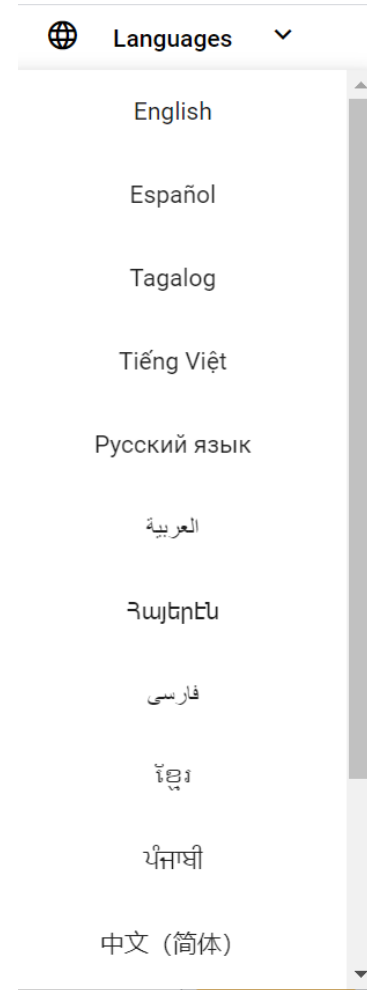 Languages
English
Español
Tagalog
Tiếng Việt
Русский язык
العربية
Հայերէն
فارسی
ខ្មែរ
ਪੰਜਾਬੀ
中文（简体）